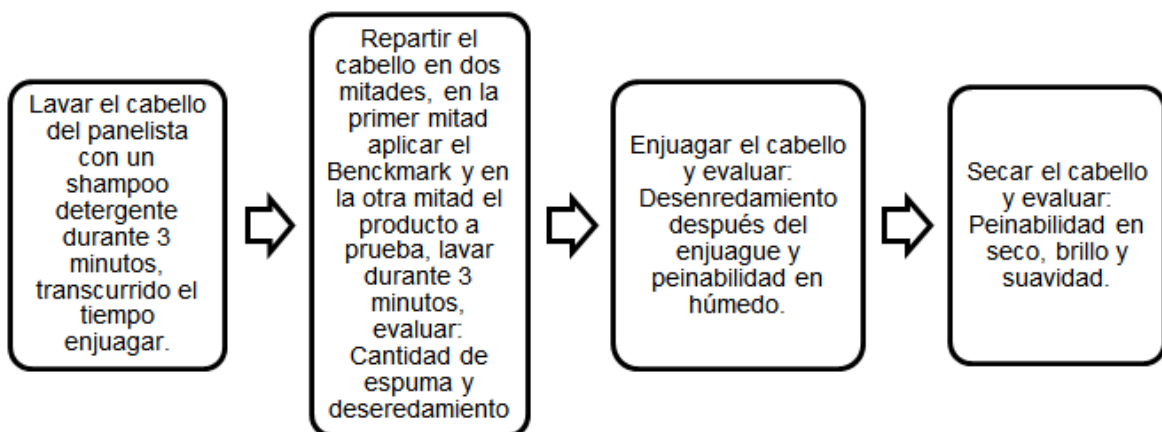 Lavar el cabello
del panelista
con un
shampoo
detergente
durante 3
minutos,
transcurrido el
tiempo
enjuagar.
Repartir el
cabello en dos
mitades, en la
primer mitad
aplicar el
Benckmark y en
la otra mitad el
producto a
prueba, lavar
durante 3
minutos,
evaluar:
Cantidad de
espuma y
deseredamiento
Enjuagar el cabello
y evaluar:
Desenredamiento
después del
enjuague y
peinabilidad en
húmedo.
Secar el cabello
y evaluar:
Peinabilidad en
seco, brillo y
suavidad.